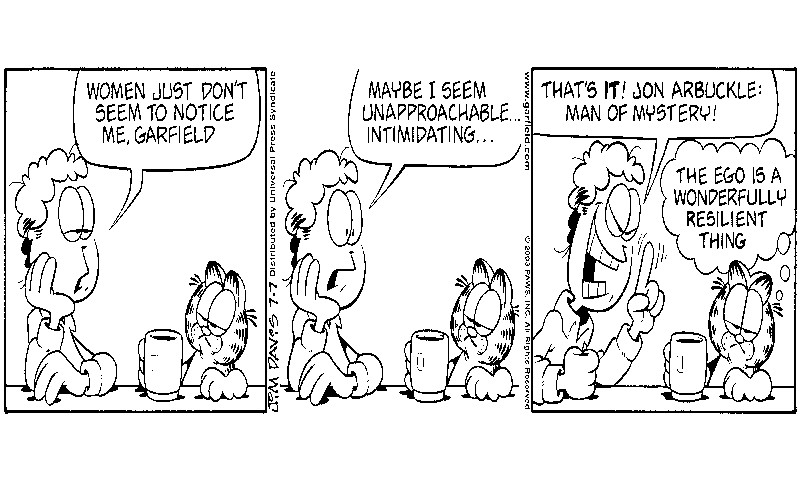 WOMEN JUST DON'T
SEEM TO NOTICE
ME, GARFIELD
JIM DAVIS 7-7 Distributed by Universal Press Syndicate
MAYBE I SEEM
UNAPPROACHABLE...
INTIMIDATING...
www.garfield.com
© 2003 PAWS, INC. All Rights Reserved
THAT'S IT! JON ARBUCKLE:
MAN OF MYSTERY!
THE EGO IS A
WONDERFULLY
RESILIENT
THING